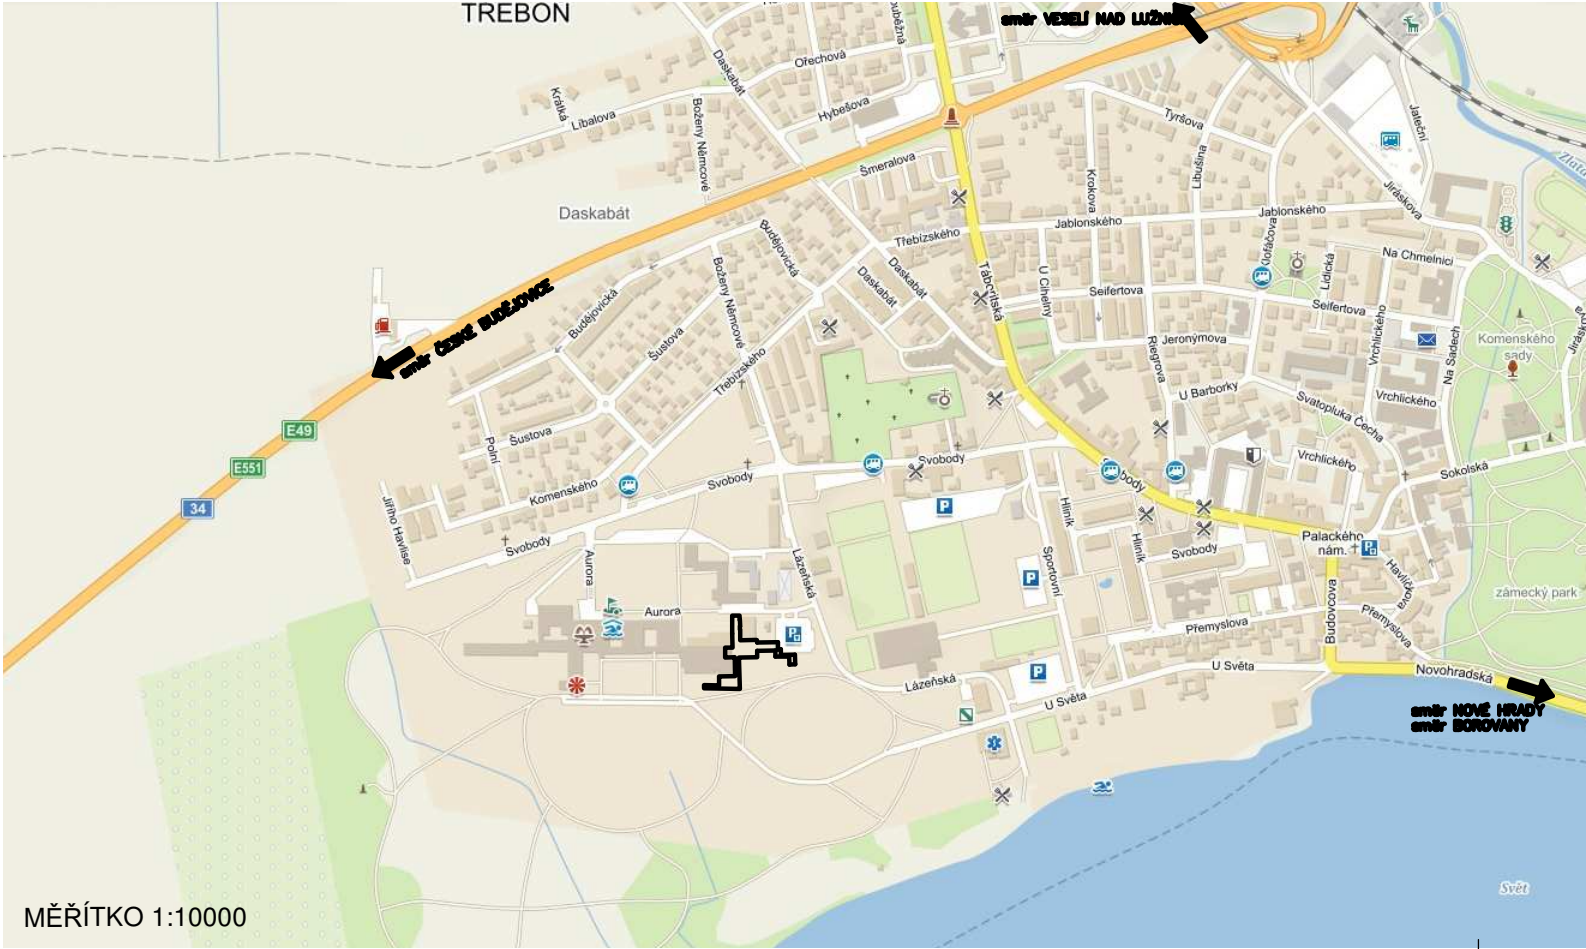 TREBON
směr VESELÍ NAD LUŽNICÍ
Ořechová
Daskabát
Krátká
Líbalova
Boženy Němcové
Hybešova
Šmeralova
Tyršova
Libušina
Krokova
Jateční
Jiráskova
Zlatá
Daskabát
Budějovická
Třebízského
Jablonského
Jablonského
Klofáčova
Na Chmelnici
Lidická
Táboritská
U Cihelny
Daskabát
Daskabát
Boženy Němcové
Seifertova
Seifertova
směr ČESKÉ BUDĚJOVICE
Budějovická
Šustova
Třebízského
Jeronýmova
Riegrova
Vrchlického
Na Sadech
Komenského
sady
U Barborky
Svatopluka Čecha
Vrchlického
E49
Polní
Šustova
Vrchlického
Sokolská
E551
Komenského
Svobody
Svobody
Svobody
34
Jiřího Havlise
Svobody
P
Hliník
Hliník
Svobody
Palackého
nám.
P
Aurora
Lázeňská
Sportovní
P
Havlíčkova
zámecký park
Aurora
P
Přemyslova
Přemyslova
Budovcova
U Světa
Novohradská
Lázeňská
P
U Světa
směr NOVÉ HRADY
směr BOROVANY
Svět
MĚŘÍTKO 1:10000